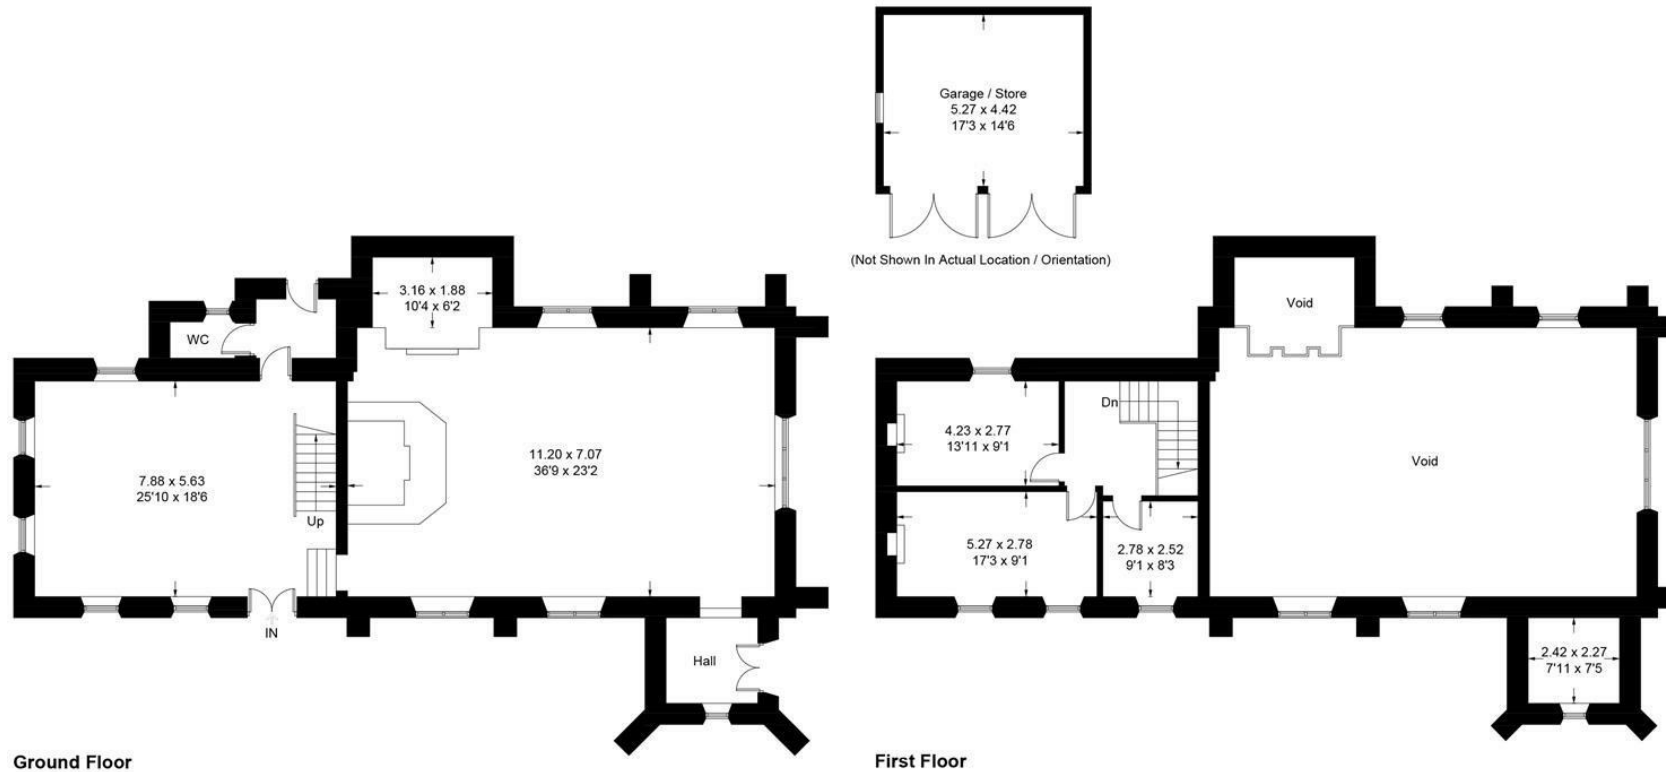 Garage / Store
5.27 x 4.42
17'3 x 14'6
(Not Shown In Actual Location / Orientation)
3.16 x 1.88
10'4 x 6'2
WC
7.88 x 5.63
25'10 x 18'6
Up
11.20 x 7.07
36'9 x 23'2
IN
Hall
Ground Floor
Void
Dn
4.23 x 2.77
13'11 x 9'1
Void
5.27 x 2.78
17'3 x 9'1
2.78 x 2.52
9'1 x 8'3
2.42 x 2.27
7'11 x 7'5
First Floor